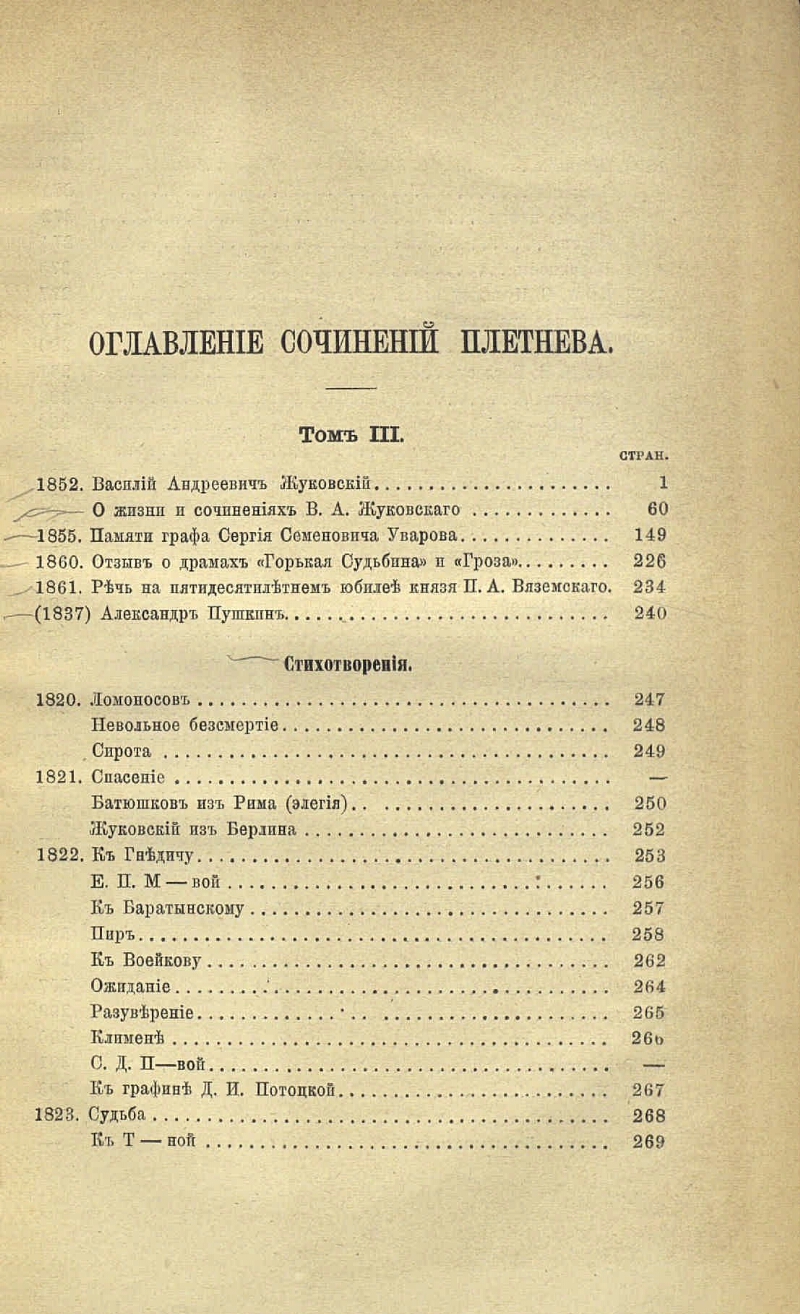 ОГЛАВЛЕНІЕ СОЧИНЕНІЙ ПЛЕТНЕВА.
Томъ III.
СТРАН.
1852. Василій Андреевичъ Жуковскій. . . . . . . . . . 1
— О жизни и сочиненіяхъ В. А. Жуковскаго . . . . . . . . . . 60
1855. Памяти графа Сергія Семеновича Уварова. . . . . . . . . . 149
1860. Отзывъ о драмахъ «Горькая Судьбина» и «Гроза». . . . . . . . . . 226
1861. Рѣчь на пятидесятилѣтнемъ юбилеѣ князя П. А. Вяземскаго. 234
(1837) Александръ Пушкинъ. . . . . . . . . . 240
Стихотворенія.
1820. Ломоносовъ . . . . . . . . . . 247
Невольное безсмертіе. . . . . . . . . . 248
Сирота . . . . . . . . . . 249
1821. Спасеніе . . . . . . . . . . —
Батюшковъ изъ Рима (элегія). . . . . . . . . . 250
Жуковскій изъ Берлина . . . . . . . . . . 252
1822. Къ Гнѣдичу. . . . . . . . . . 253
Е. П. М — вой . . . . . . . . . . 256
Къ Баратынскому . . . . . . . . . . 257
Пиръ. . . . . . . . . . 258
Къ Воейкову . . . . . . . . . . 262
Ожиданіе . . . . . . . . . . 264
Разувѣреніе. . . . . . . . . . 265
Клименѣ . . . . . . . . . . 266
С. Д. П—вой. . . . . . . . . . —
Къ графинѣ Д. И. Потоцкой. . . . . . . . . . 267
1823. Судьба . . . . . . . . . . 268
Къ Т — ной . . . . . . . . . . 269